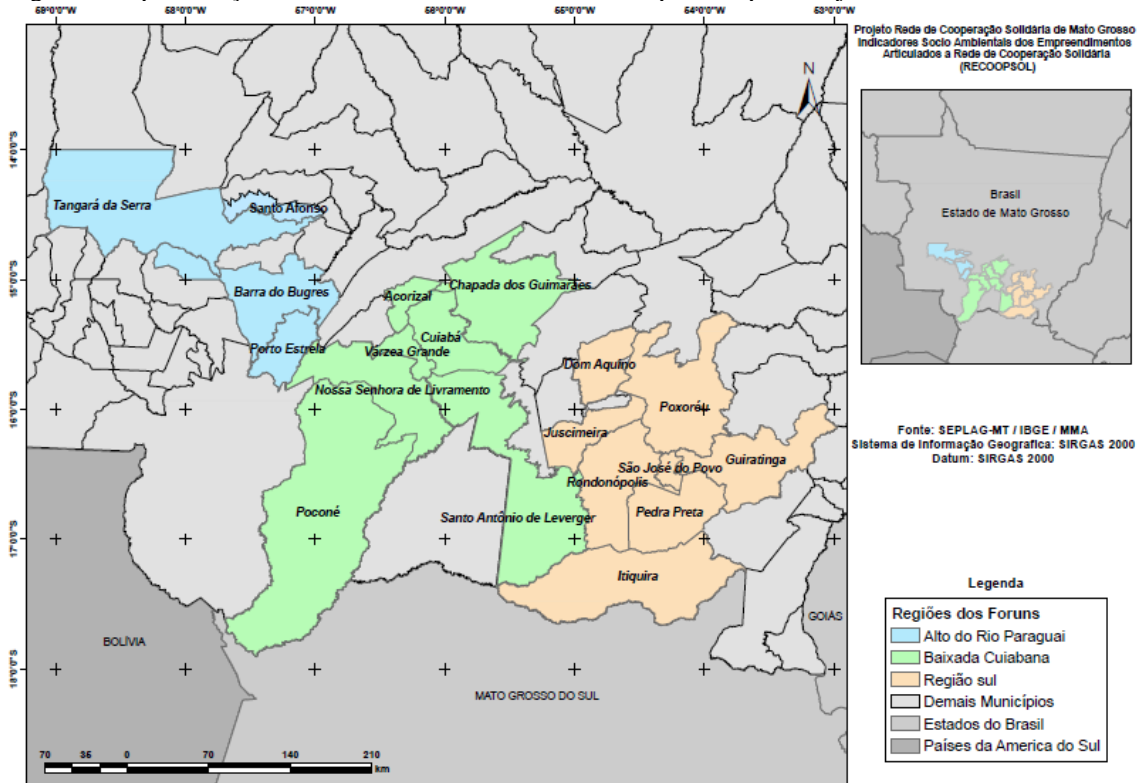 59°0'0"O 58°0'0"O 57°0'0"O 56°0'0"O 55°0'0"O 54°0'0"O 53°0'0"O
Projeto Rede de Cooperação Solidária de Mato Grosso
Indicadores Socio Ambientais dos Empreendimentos
Articulados a Rede de Cooperação Solidária
(RECOOPSOL)
N
14°0'0"S
Tangará da Serra
Santo Afonso
Brasil
Estado de Mato Grosso
15°0'0"S
Barra do Bugres
Chapada dos Guimarães
Acorizal
Cuiabá
Porto Estrela
Várzea Grande
Dom Aquino
Nossa Senhora de Livramento
16°0'0"S
Poxoréu
Juscimeira
Guiratinga
São José do Povo
Rondonópolis
Fonte: SEPLAG-MT / IBGE / MMA
Sistema de Informação Geografica: SIRGAS 2000
Datum: SIRGAS 2000
Poconé
Santo Antônio de Leverger
Pedra Preta
17°0'0"S
Itiquira
BOLÍVIA
GOIÁS
18°0'0"S
MATO GROSSO DO SUL
70 35 0 70 140 210
km
Legenda
Regiões dos Foruns
Alto do Rio Paraguai
Baixada Cuiabana
Região sul
Demais Municípios
Estados do Brasil
Países da America do Sul